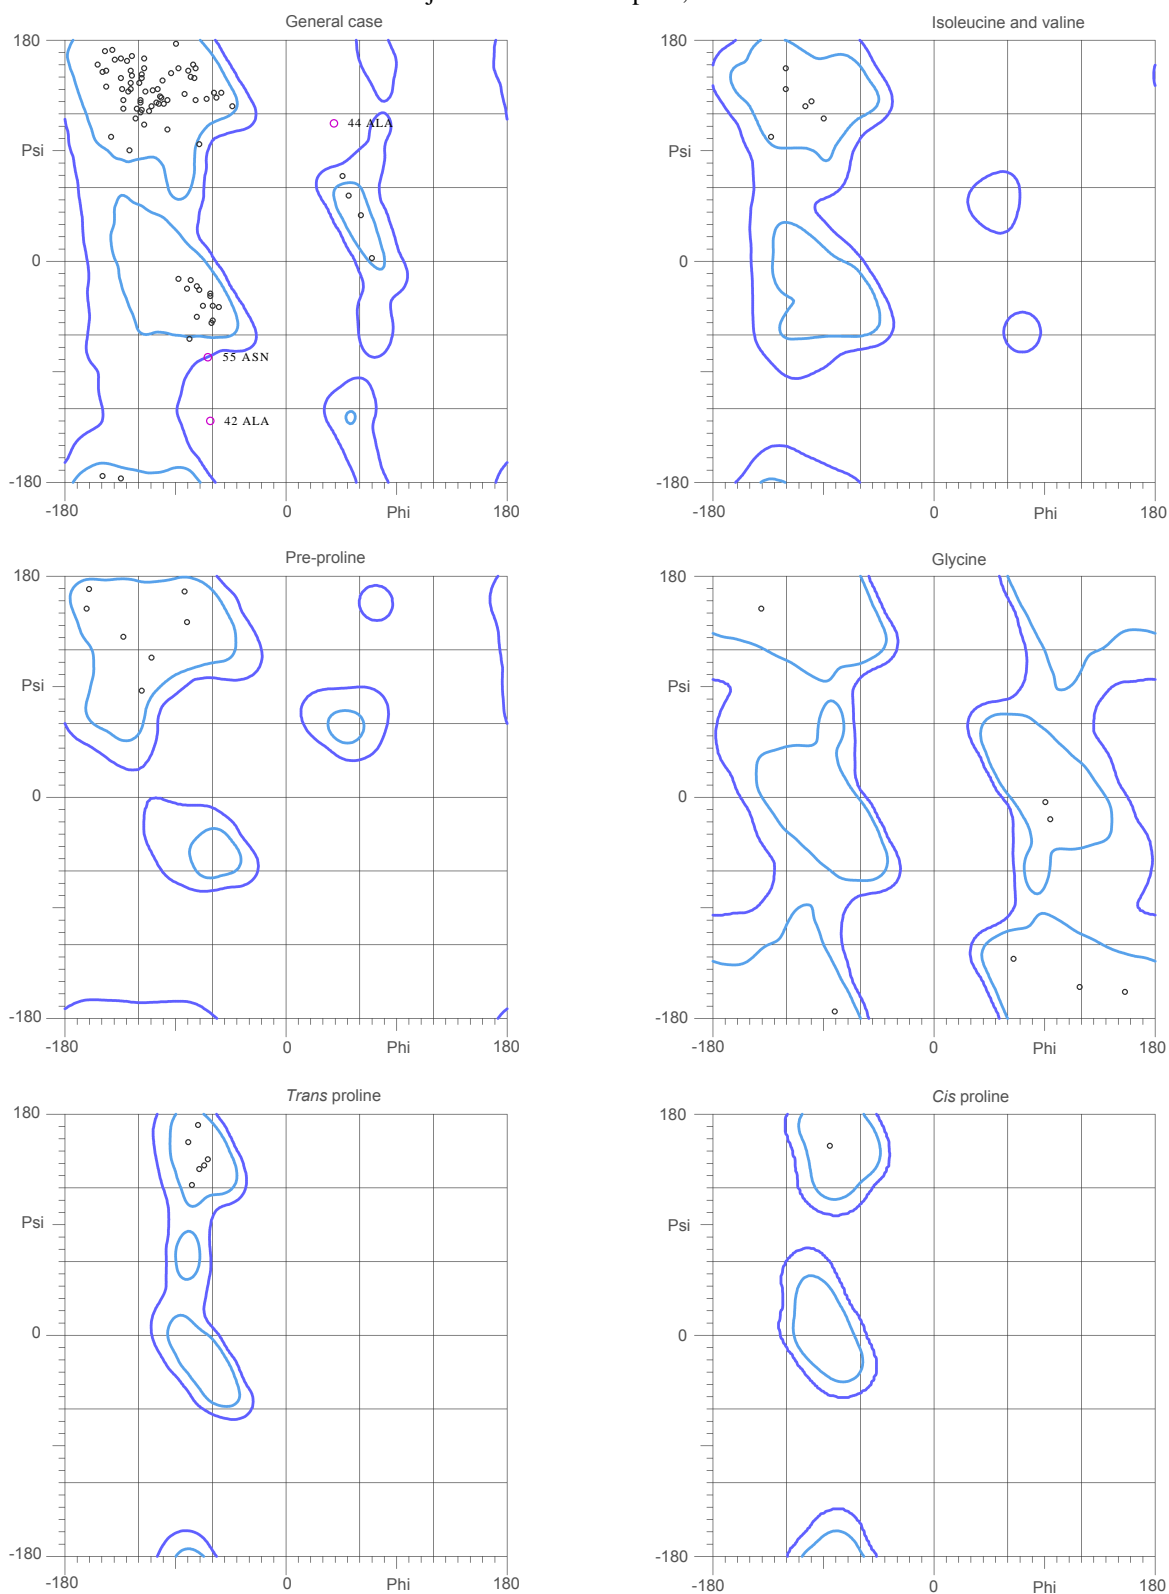 General case
Isoleucine and valine
180
180
44 ALA
Psi
Psi
0
0
55 ASN
42 ALA
-180
-180
-180
0
Phi
180
-180
0
Phi
180
Pre-proline
Glycine
180
180
Psi
Psi
0
0
-180
-180
-180
0
Phi
180
-180
0
Phi
180
Trans proline
Cis proline
180
180
Psi
Psi
0
0
-180
-180
-180
0
Phi
180
-180
0
Phi
180